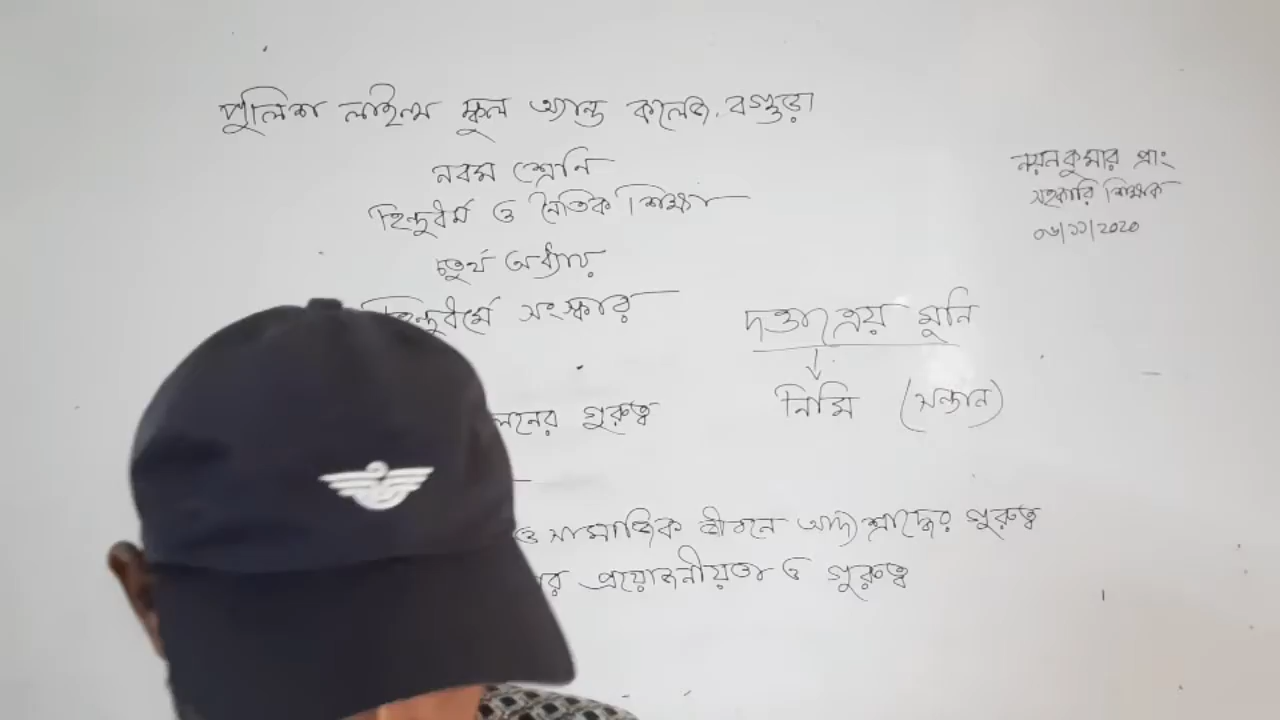 পুলিশ লাইন্স স্কুল অ্যান্ড কলেজ, বগুড়া
নবম শ্রেণি
হিন্দুধর্ম ও নৈতিক শিক্ষা
চতুর্থ অধ্যায়
হিন্দুধর্মে সংস্কার
নয়নকুমার প্রাং
সহকারি শিক্ষক
০৬/১১/২০২০
দত্তাত্রেয় মুনি
নিমি (সন্তান)
লনের গুরুত্ব
ও সামাজিক জীবনে আদ্যশ্রাদ্ধের গুরুত্ব
র প্রয়োজনীয়তা ও গুরুত্ব